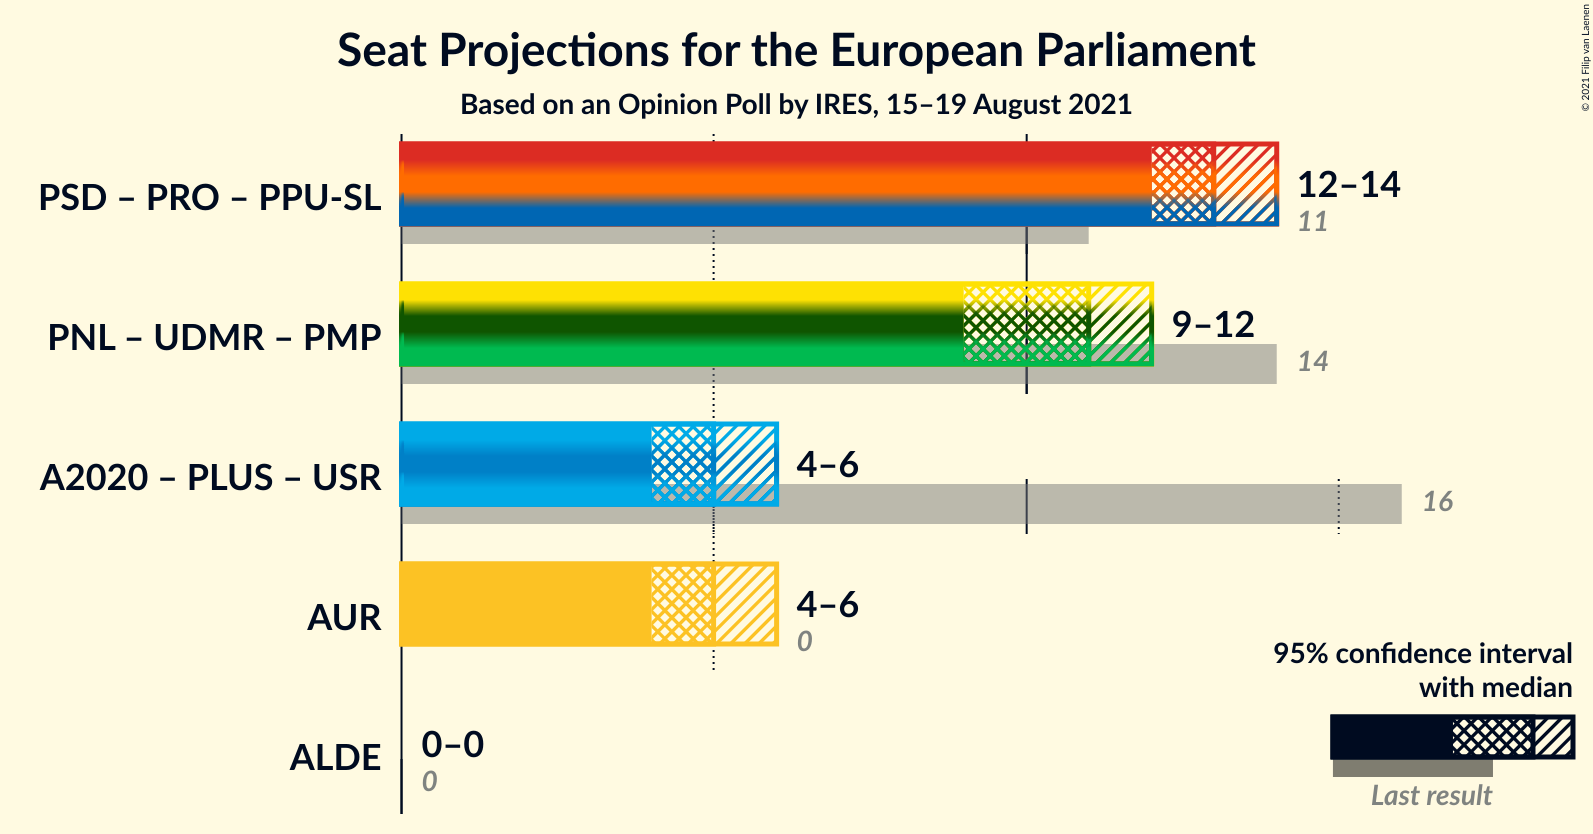 Seat Projections for the European Parliament
Based on an Opinion Poll by IRES, 15–19 August 2021
© 2021 Filip van Laenen
PSD – PRO – PPU-SL
12–14
11
PNL – UDMR – PMP
9–12
14
A2020 – PLUS – USR
4–6
16
AUR
4–6
0
ALDE
0–0
0
95% confidence interval
with median
Last result